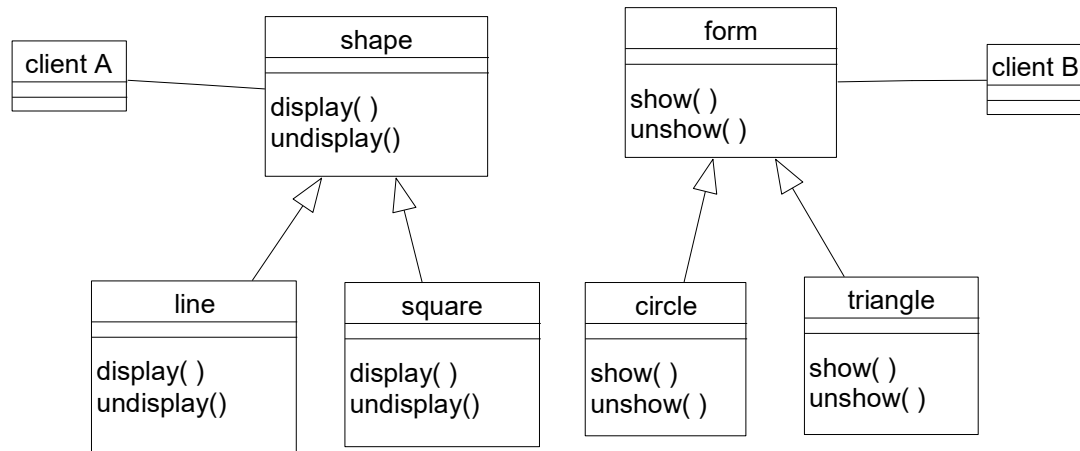 client A
shape
display( )
undisplay()
form
show( )
unshow( )
client B
line
display( )
undisplay()
square
display( )
undisplay()
circle
show( )
unshow( )
triangle
show( )
unshow( )